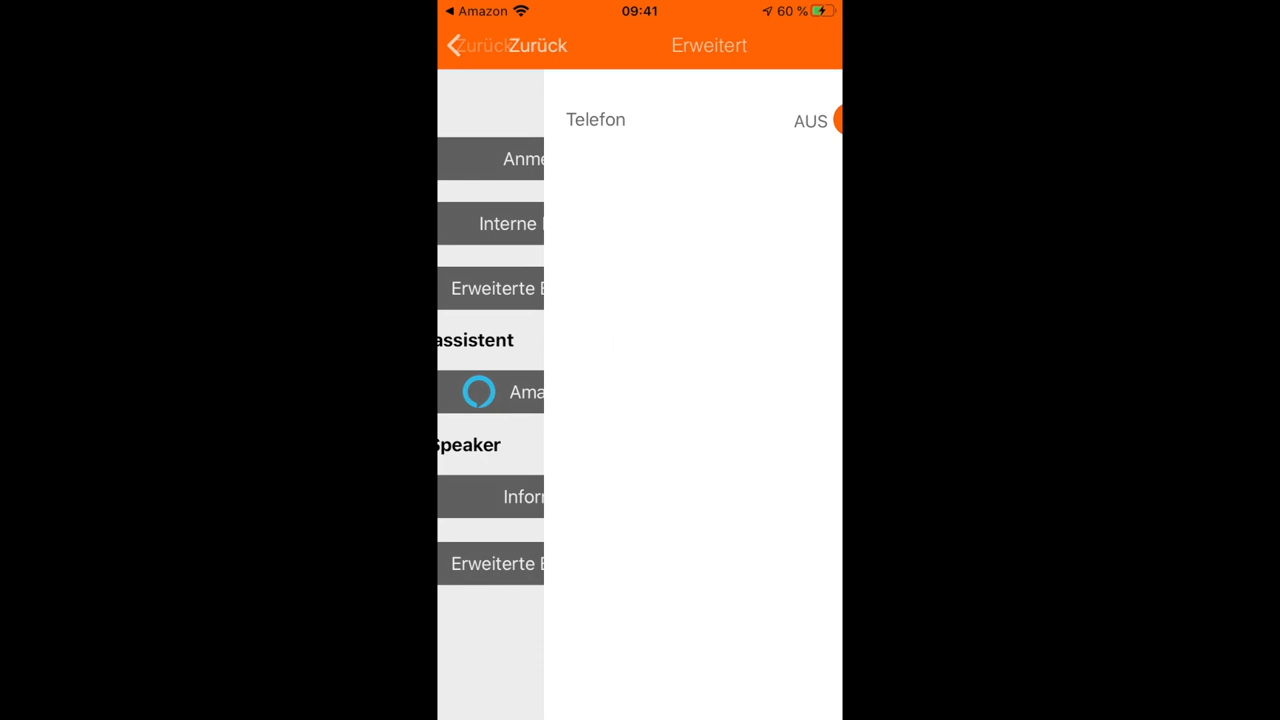 Amazon 09:41 60 %
Zurück Zurück Erweitert
Telefon AUS
Anme
Interne
Erweiterte E
assistent
Ama
Speaker
Infor
Erweiterte E